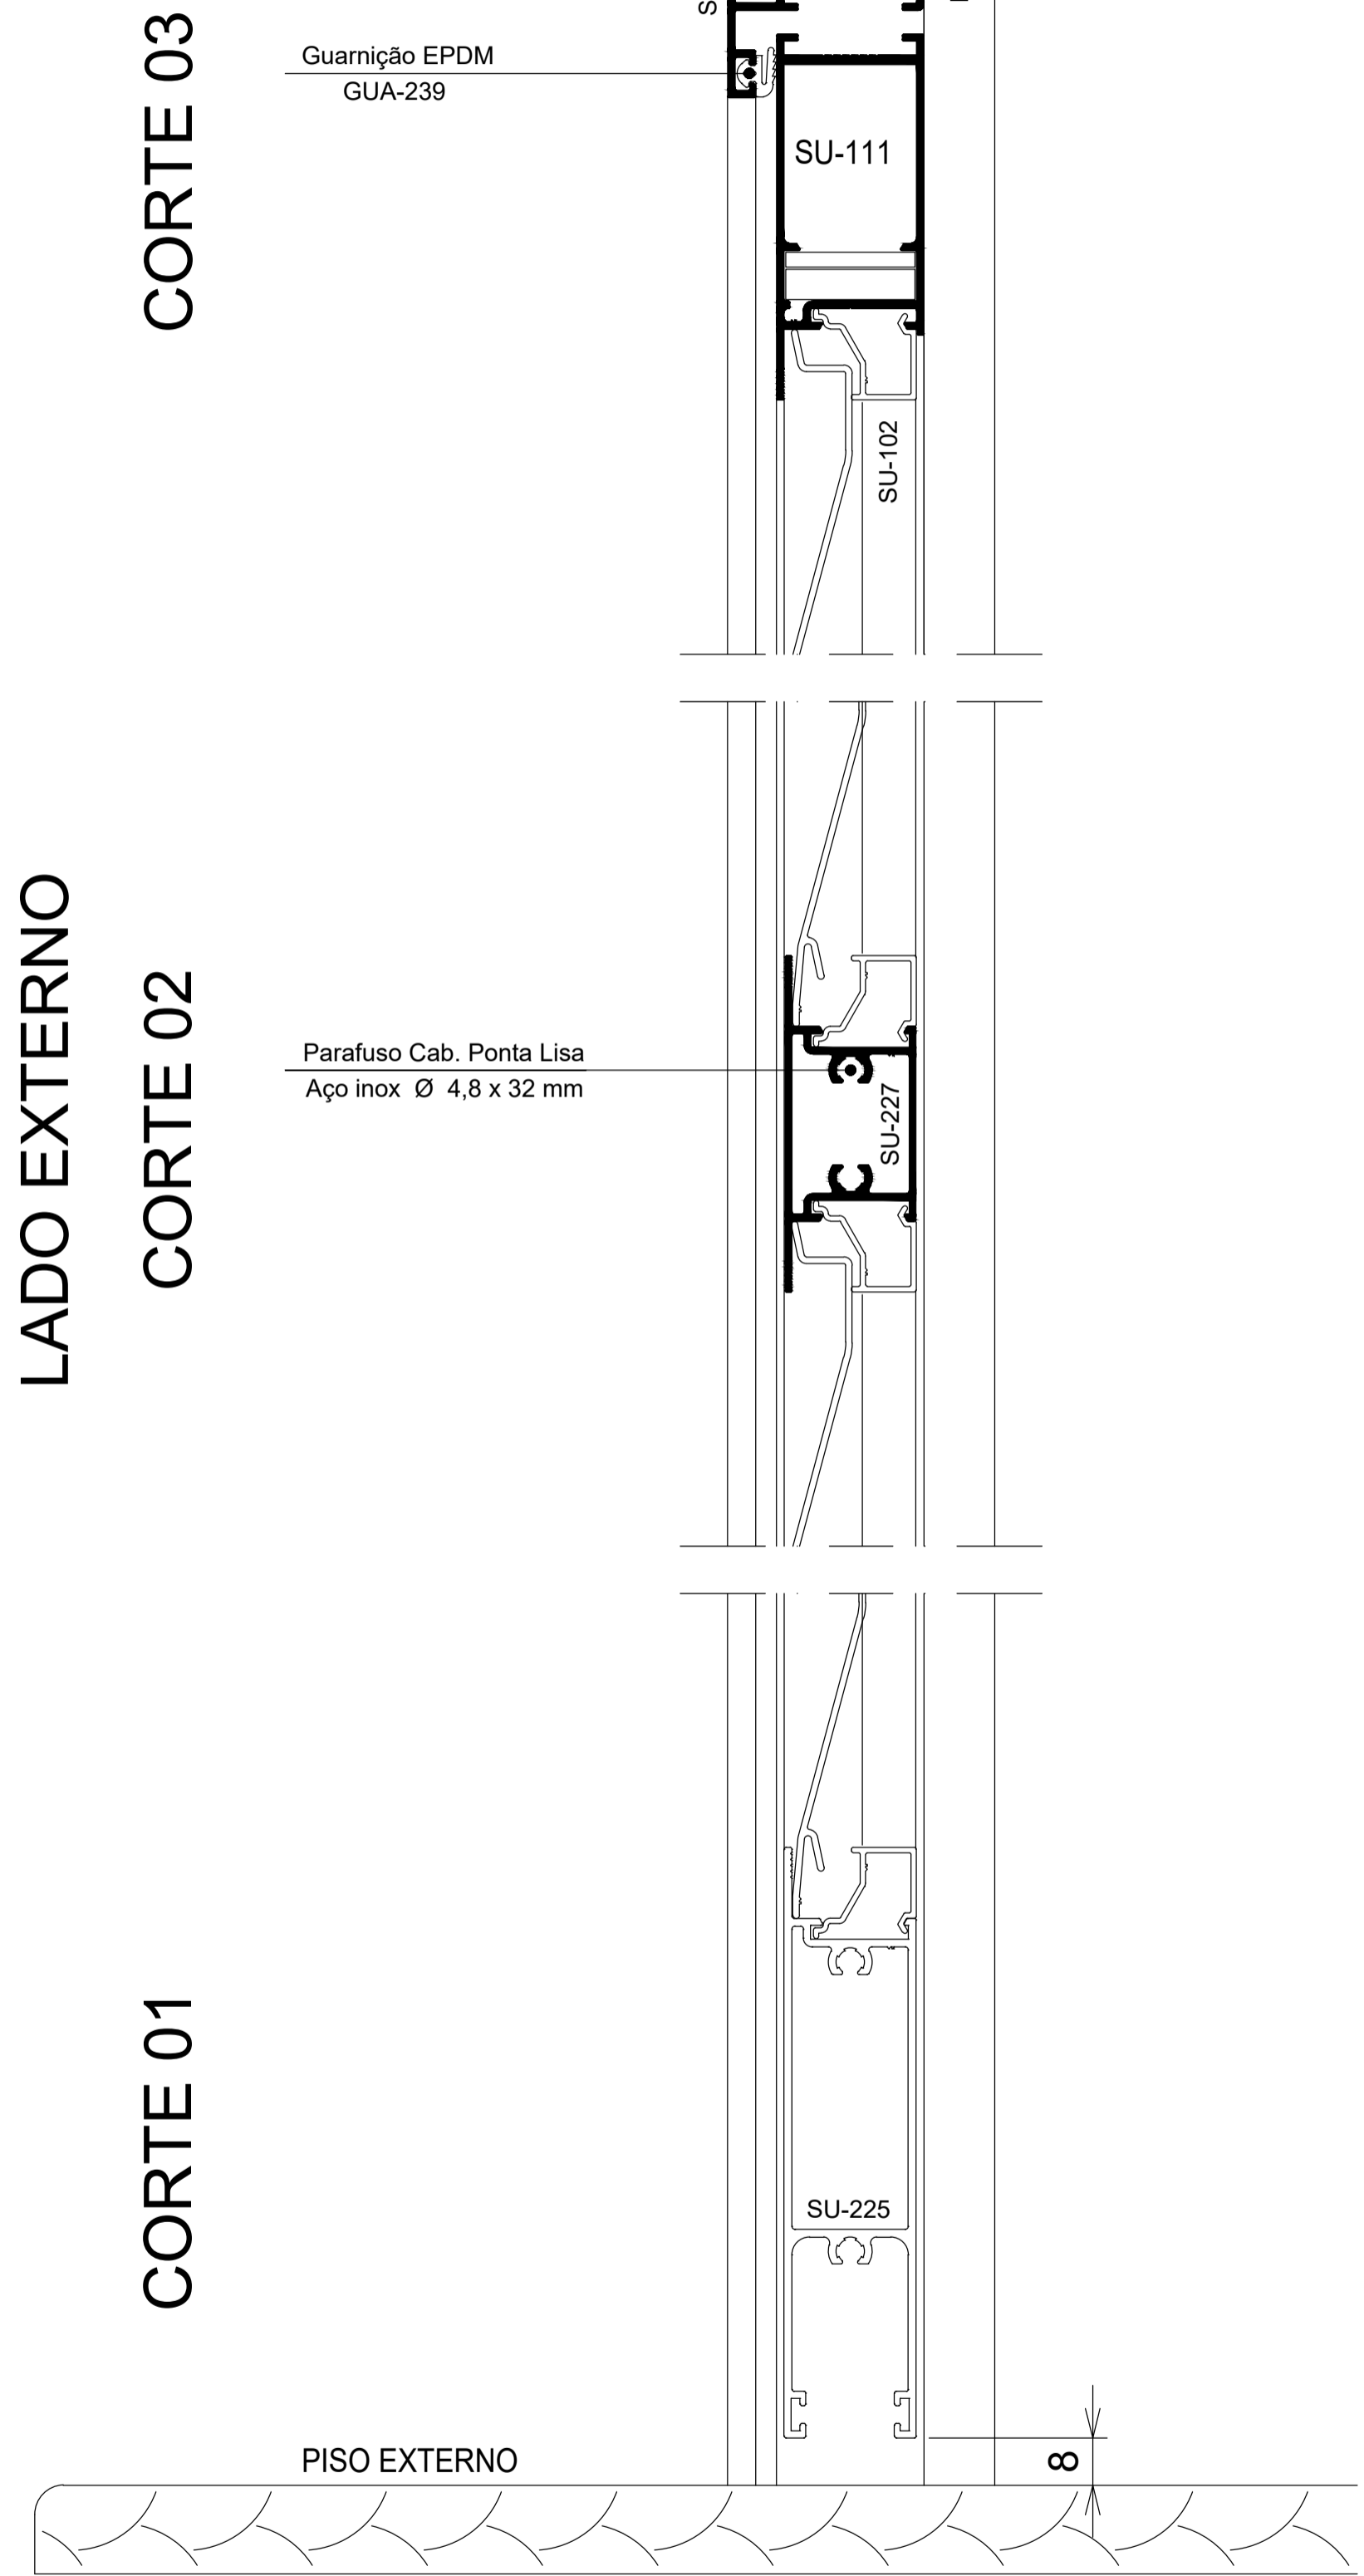 CORTE 03
Guarnição EPDM
GUA-239
SU-111
SU-102
LADO EXTERNO
CORTE 02
Parafuso Cab. Ponta Lisa
Aço inox Ø 4,8 x 32 mm
SU-227
CORTE 01
SU-225
PISO EXTERNO
8